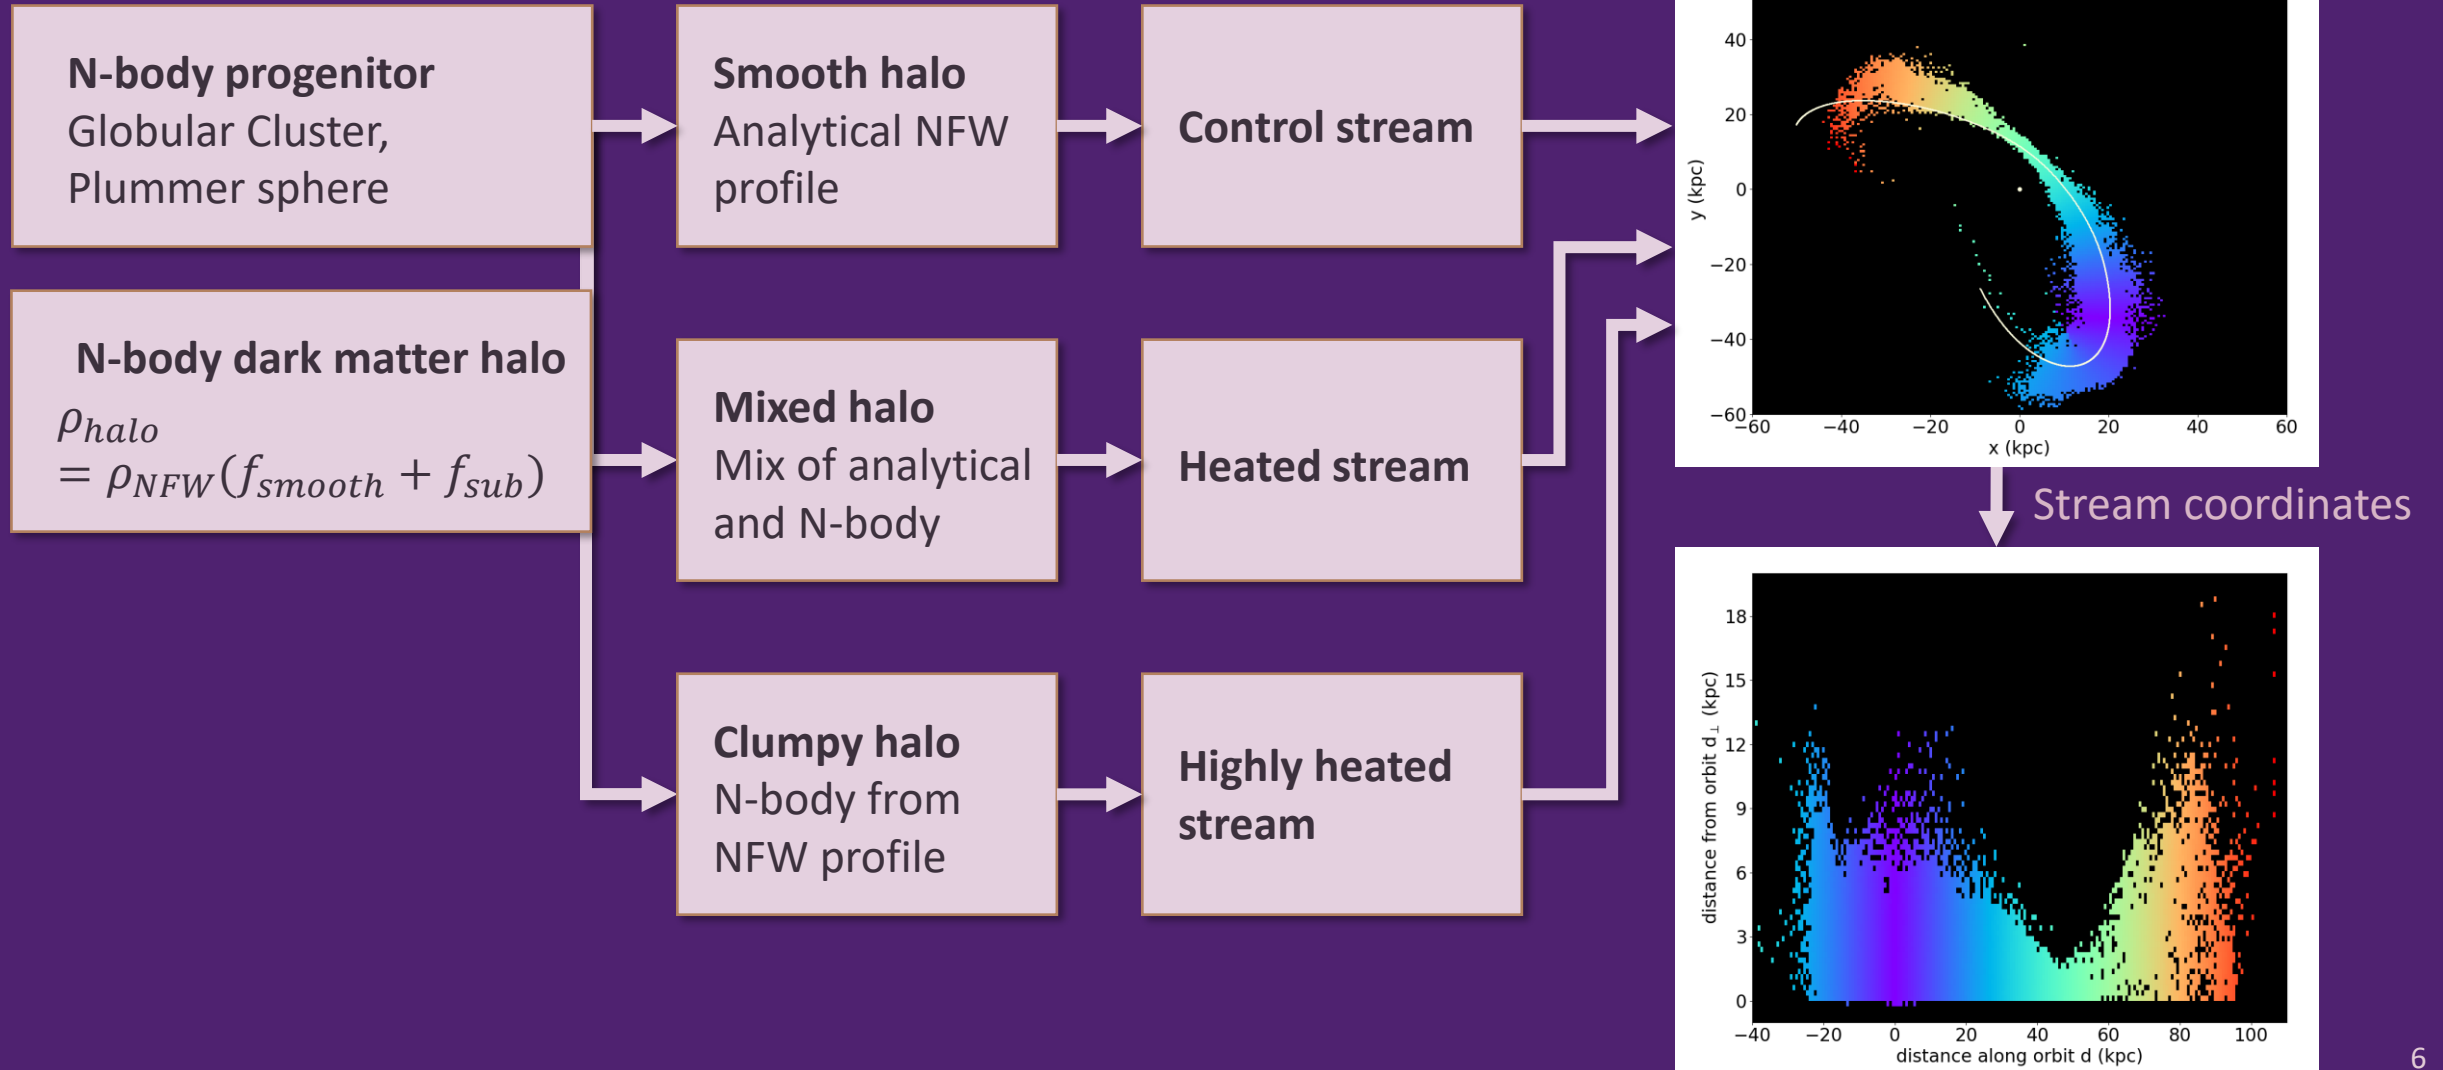 N-body progenitor
Globular Cluster,
Plummer sphere
N-body dark matter halo
ρ_halo
= ρ_NFW(f_smooth + f_sub)
Smooth halo
Analytical NFW
profile
Mixed halo
Mix of analytical
and N-body
Clumpy halo
N-body from
NFW profile
Control stream
Heated stream
Highly heated
stream
40
20
0
−20
−40
−60
y (kpc)
−60 −40 −20 0 20 40 60
x (kpc)
Stream coordinates
18
15
12
9
6
3
0
distance from orbit d⊥ (kpc)
−40 −20 0 20 40 60 80 100
distance along orbit d (kpc)
6